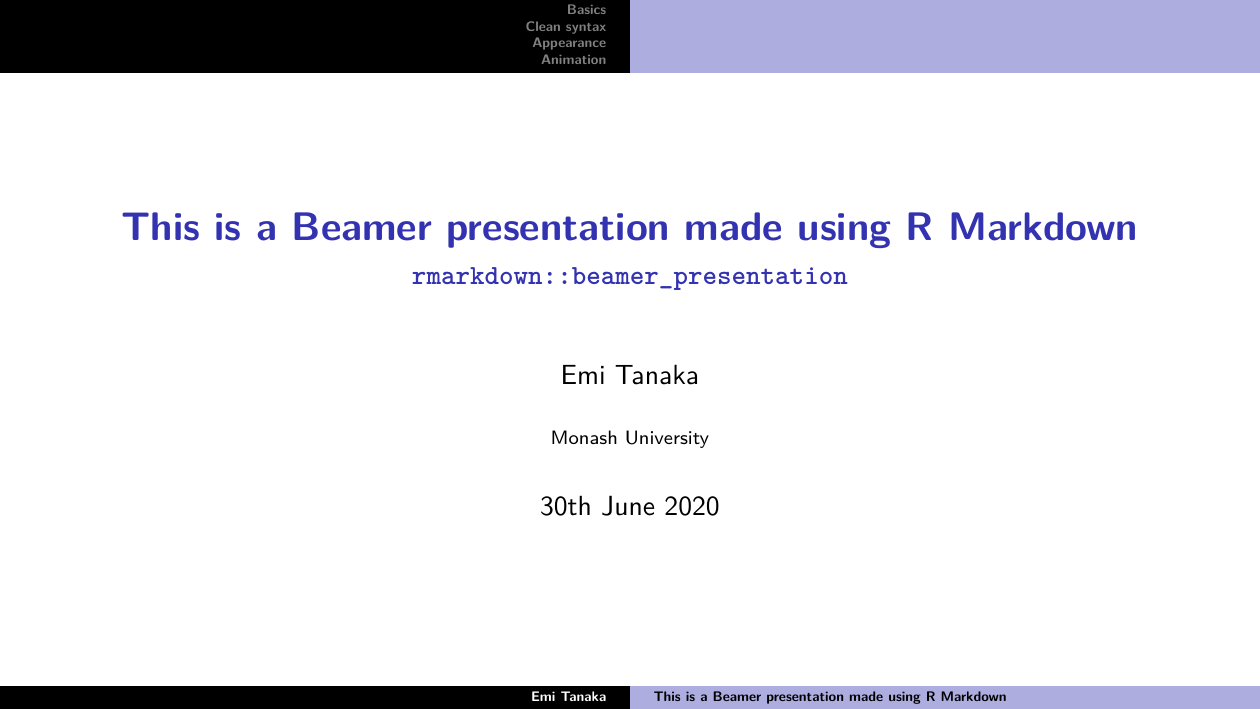 Basics
Clean syntax
Appearance
Animation
This is a Beamer presentation made using R Markdown
rmarkdown::beamer_presentation
Emi Tanaka
Monash University
30th June 2020
Emi Tanaka
This is a Beamer presentation made using R Markdown